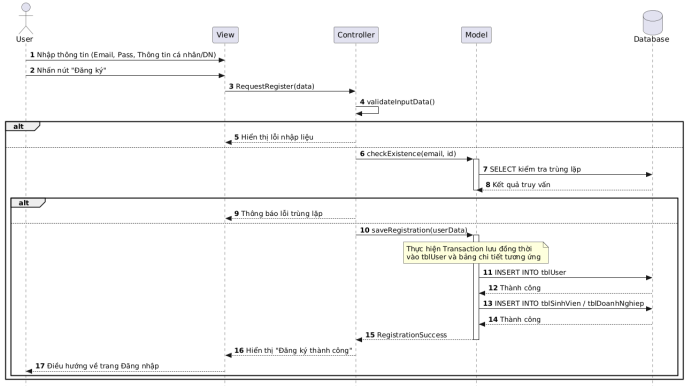 User
View
Controller
Model
Database
1 Nhập thông tin (Email, Pass, Thông tin cá nhân/DN)
2 Nhấn nút "Đăng ký"
3 RequestRegister(data)
4 validateInputData()
alt
5 Hiển thị lỗi nhập liệu
6 checkExistence(email, id)
7 SELECT kiểm tra trùng lặp
8 Kết quả truy vấn
alt
9 Thông báo lỗi trùng lặp
10 saveRegistration(userData)
Thực hiện Transaction lưu đồng thời
vào tblUser và bảng chi tiết tương ứng
11 INSERT INTO tblUser
12 Thành công
13 INSERT INTO tblSinhVien / tblDoanhNghiep
14 Thành công
15 RegistrationSuccess
16 Hiển thị "Đăng ký thành công"
17 Điều hướng về trang Đăng nhập